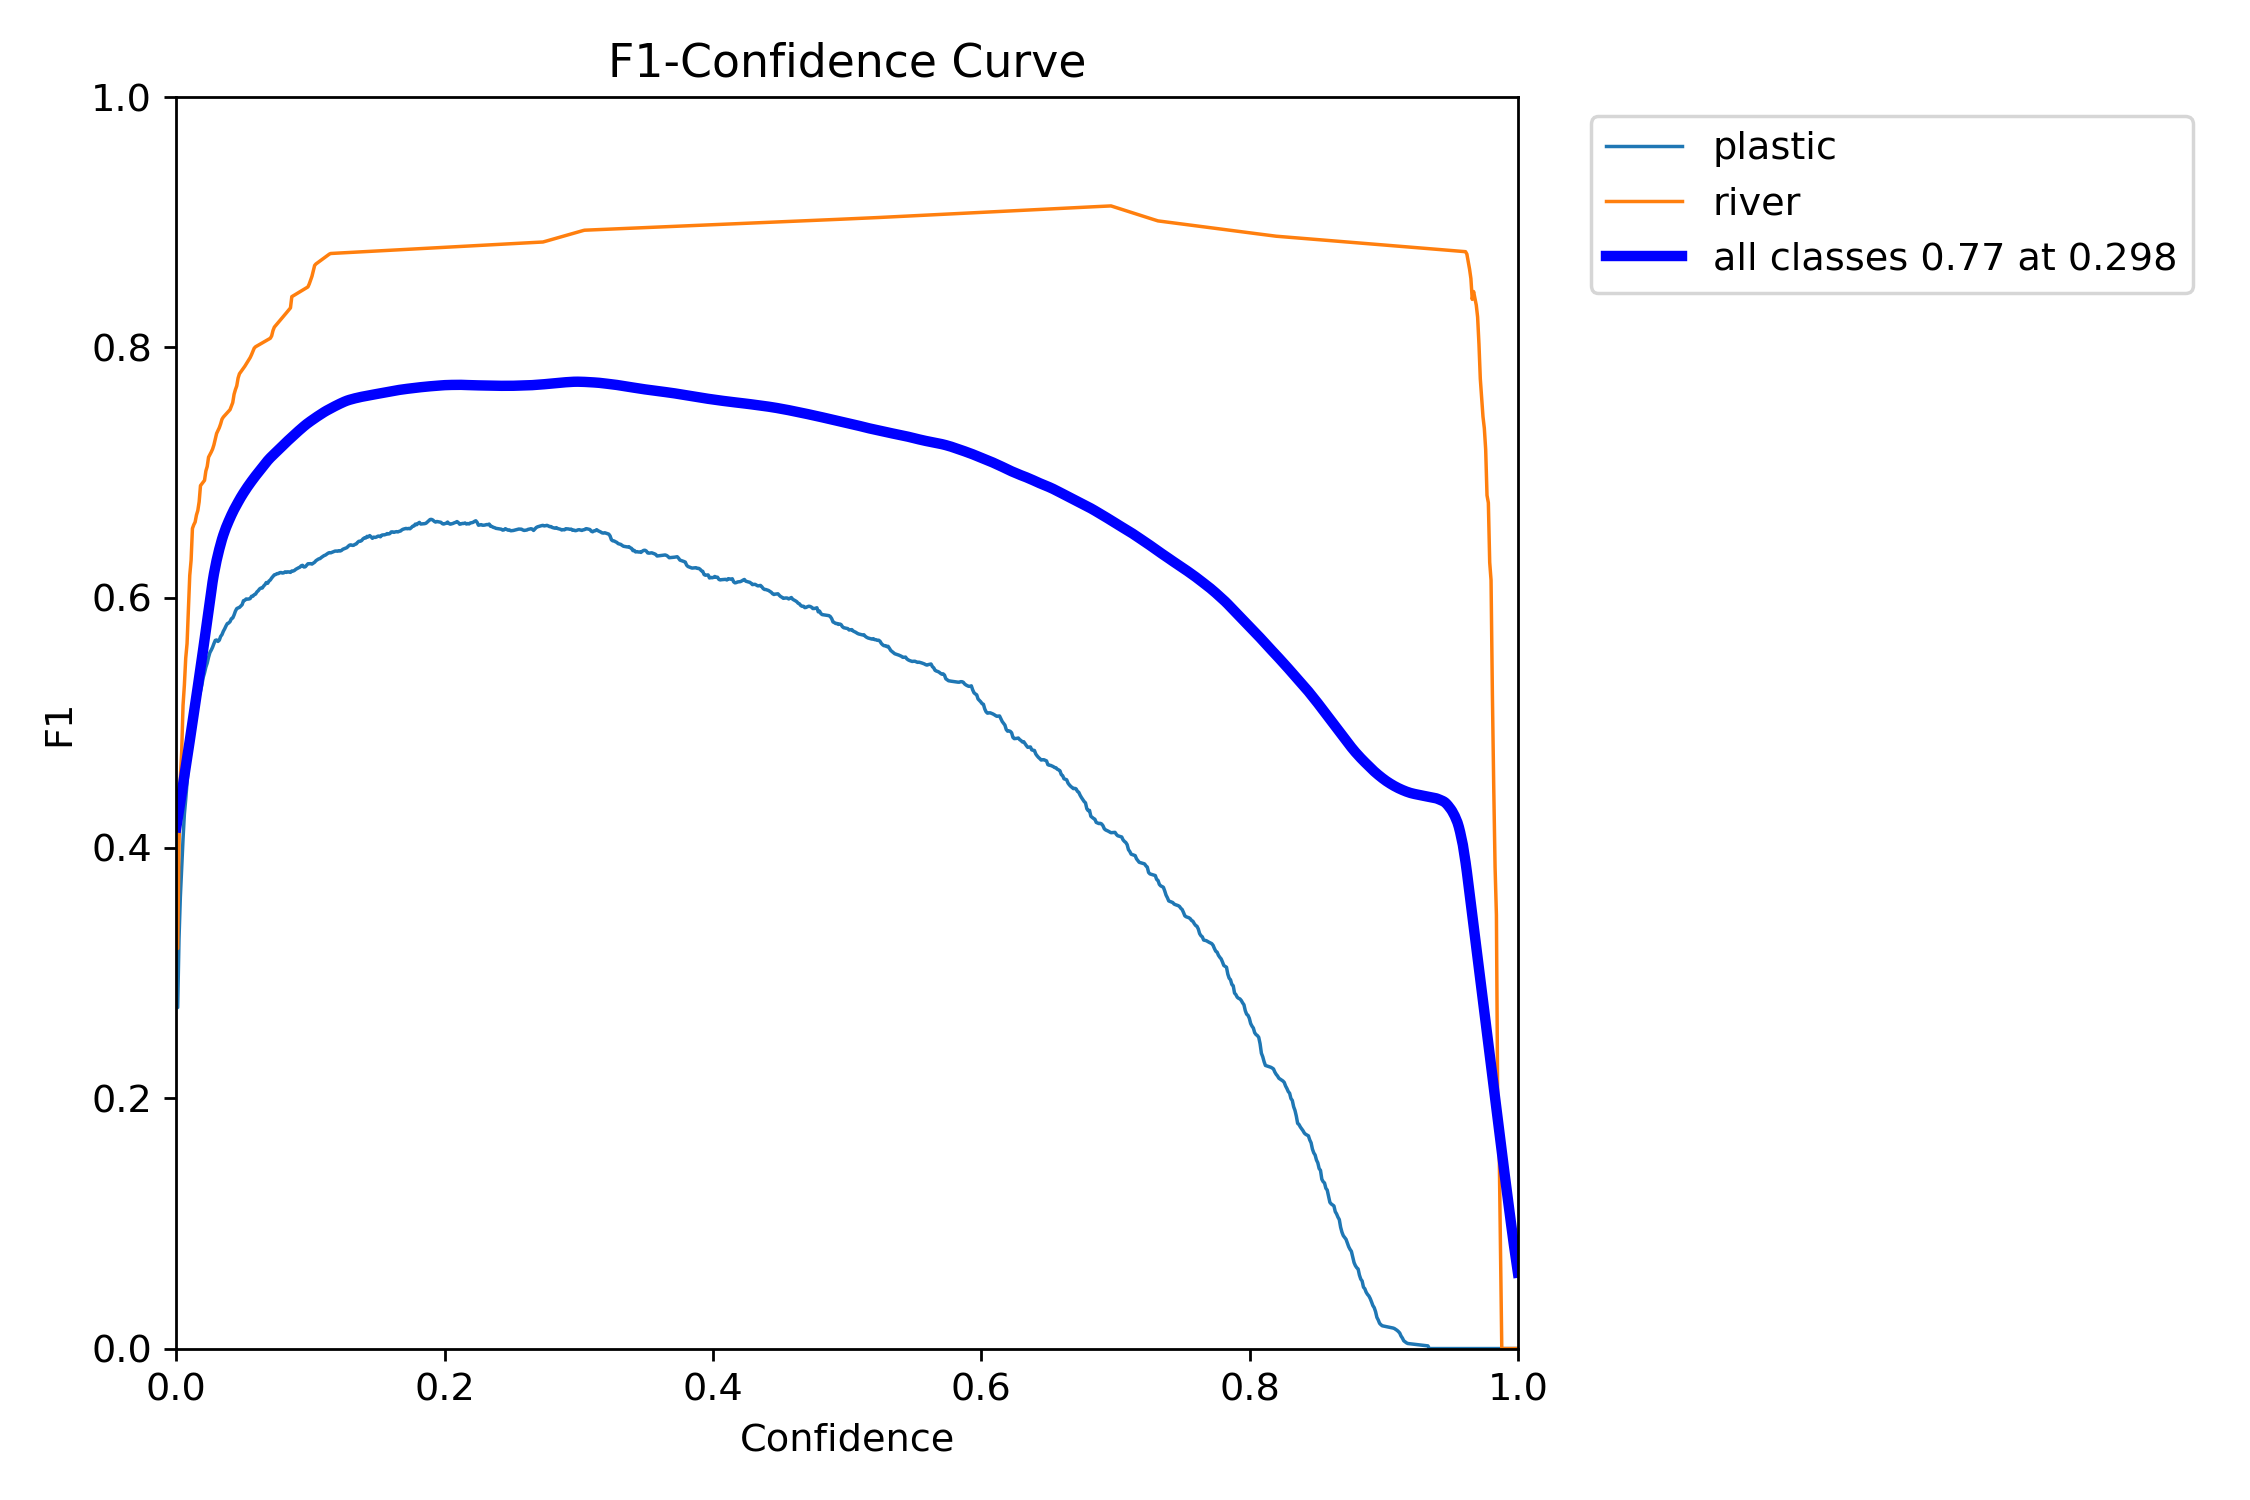 F1-Confidence Curve
1.0
0.8
0.6
0.4
0.2
0.0
F1
0.0 0.2 0.4 0.6 0.8 1.0
Confidence
plastic
river
all classes 0.77 at 0.298